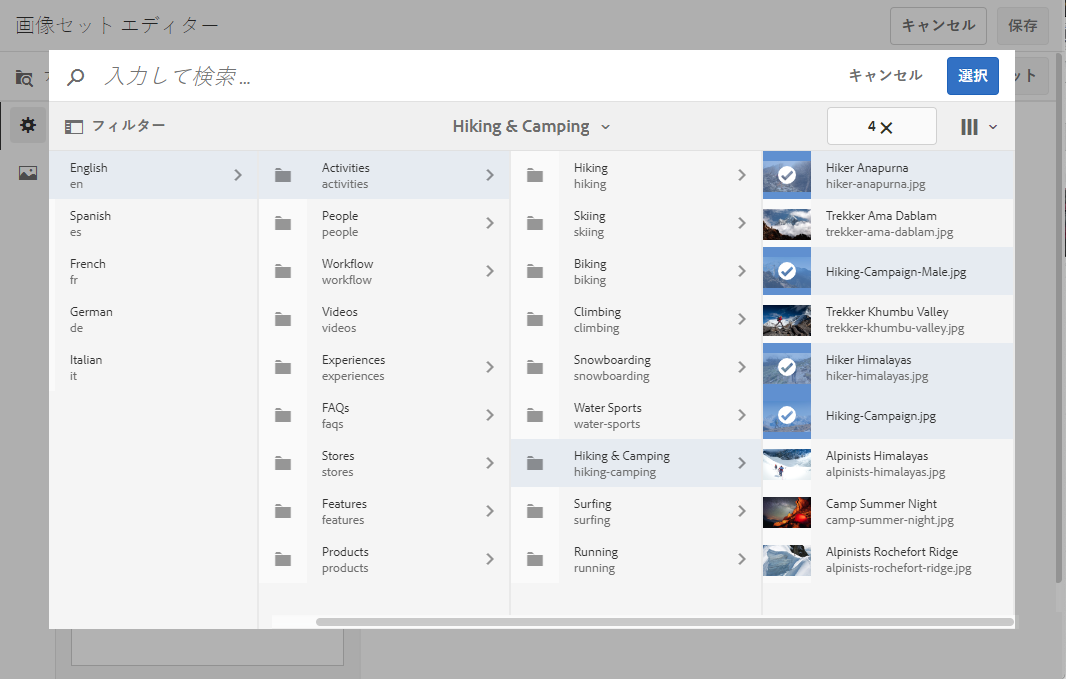 画像セット エディター
キャンセル
保存
入力して検索...
キャンセル
選択
ット
フィルター
Hiking & Camping
4
English
en
Spanish
es
French
fr
German
de
Italian
it
Activities
activities
People
people
Workflow
workflow
Videos
videos
Experiences
experiences
FAQs
faqs
Stores
stores
Features
features
Products
products
Hiking
hiking
Skiing
skiing
Biking
biking
Climbing
climbing
Snowboarding
snowboarding
Water Sports
water-sports
Hiking & Camping
hiking-camping
Surfing
surfing
Running
running
Hiker Anapurna
hiker-anapurna.jpg
Trekker Ama Dablam
trekker-ama-dablam.jpg
Hiking-Campaign-Male.jpg
Trekker Khumbu Valley
trekker-khumbu-valley.jpg
Hiker Himalayas
hiker-himalayas.jpg
Hiking-Campaign.jpg
Alpinists Himalayas
alpinists-himalayas.jpg
Camp Summer Night
camp-summer-night.jpg
Alpinists Rochefort Ridge
alpinists-rochefort-ridge.jpg